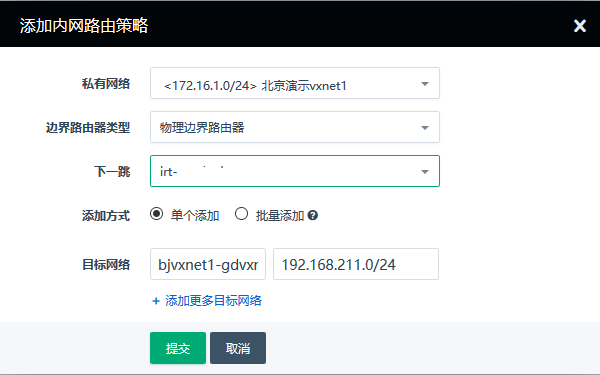 添加内网路由策略
私有网络 <172.16.1.0/24> 北京演示vxnet1
边界路由器类型 物理边界路由器
下一跳 irt-
添加方式 单个添加 批量添加
目标网络 bjvxnet1-gdvxr 192.168.211.0/24
+ 添加更多目标网络
提交 取消